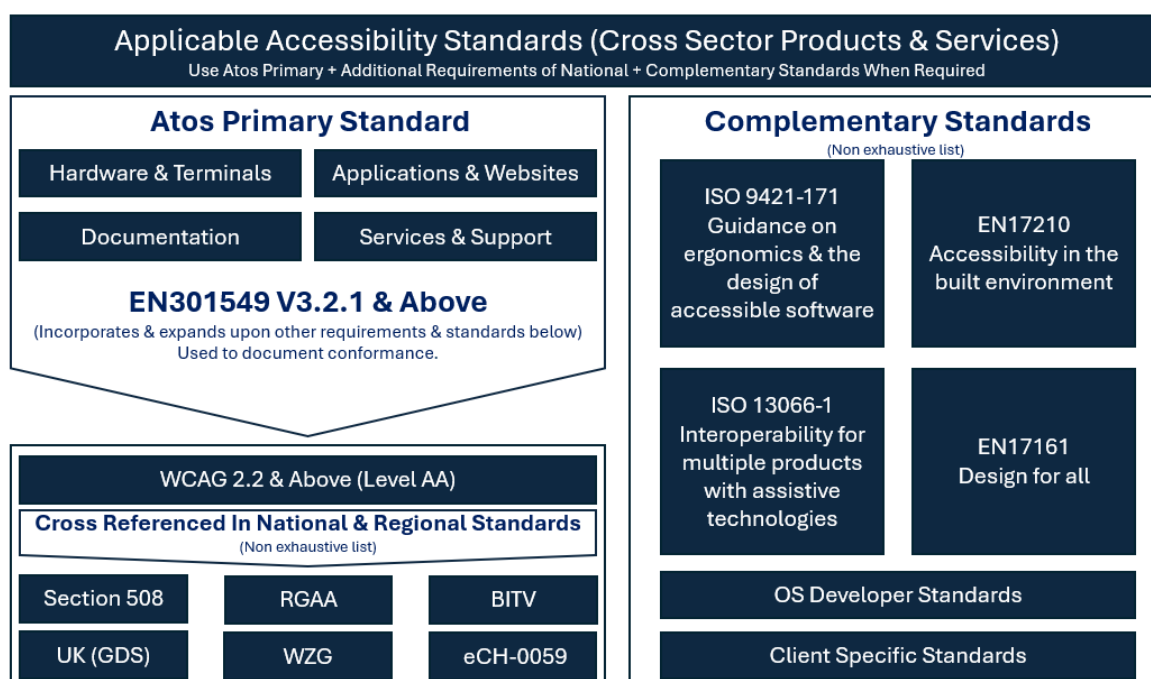 Applicable Accessibility Standards (Cross Sector Products & Services)
Use Atos Primary + Additional Requirements of National + Complementary Standards When Required
Atos Primary Standard
Hardware & Terminals
Applications & Websites
Documentation
Services & Support
EN301549 V3.2.1 & Above
(Incorporates & expands upon other requirements & standards below)
Used to document conformance.
WCAG 2.2 & Above (Level AA)
Cross Referenced In National & Regional Standards
(Non exhaustive list)
Section 508
RGAA
BITV
UK (GDS)
WZG
eCH-0059
Complementary Standards
(Non exhaustive list)
ISO 9421-171
Guidance on
ergonomics & the
design of
accessible software
EN17210
Accessibility in the
built environment
ISO 13066-1
Interoperability for
multiple products
with assistive
technologies
EN17161
Design for all
OS Developer Standards
Client Specific Standards